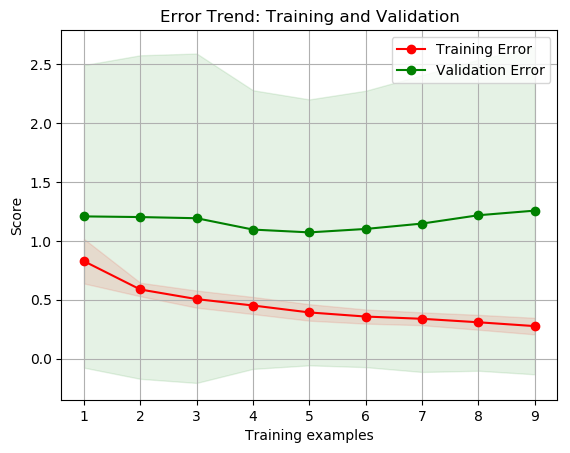 Error Trend: Training and Validation
Training Error
Validation Error
2.5
2.0
1.5
1.0
0.5
0.0
Score
1 2 3 4 5 6 7 8 9
Training examples